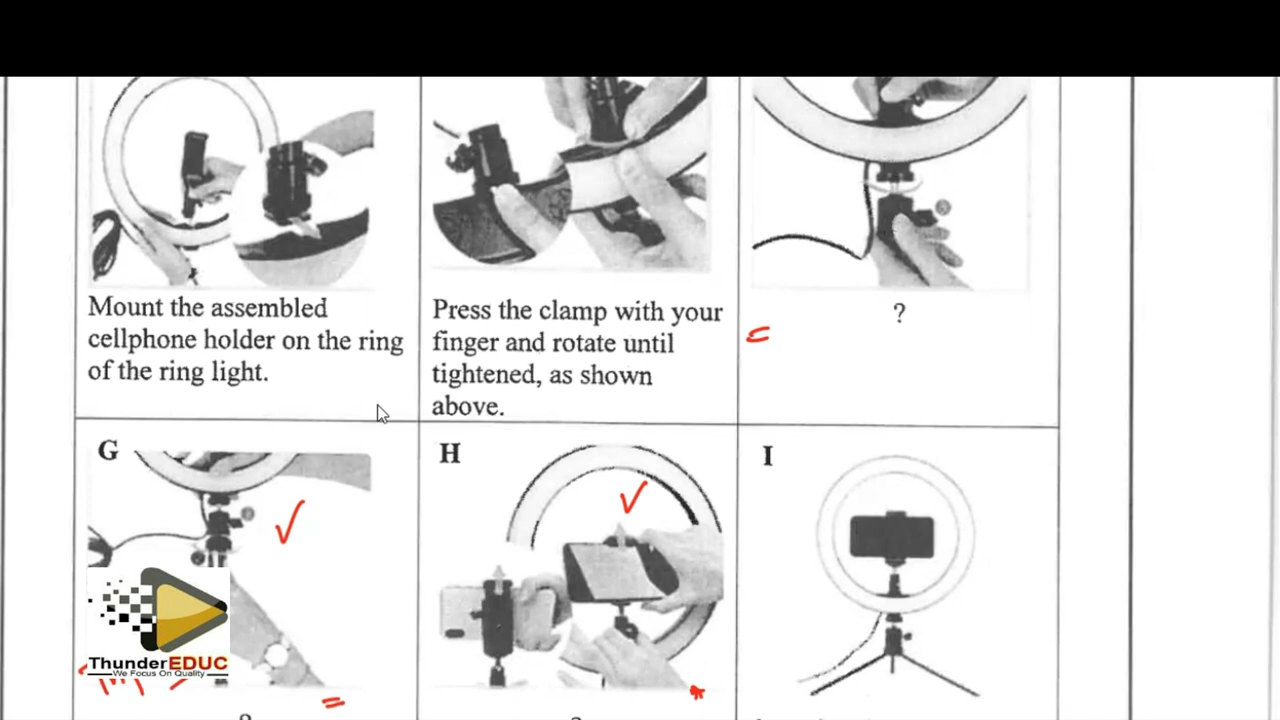 Mount the assembled
cellphone holder on the ring
of the ring light.
Press the clamp with your
finger and rotate until
tightened, as shown
above.
?
G
H
I
ThunderEDUC
We Focus On Quality